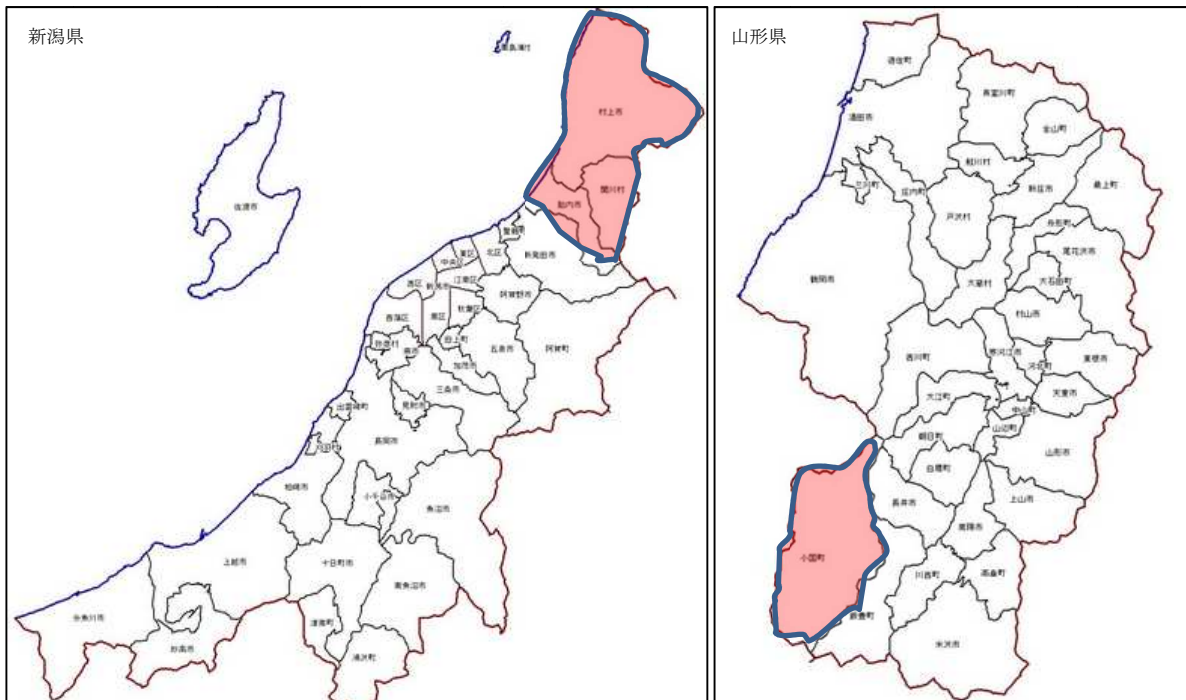 新潟県
粟島浦村
村上市
関川村
胎内市
佐渡市
聖籠町
新発田市
北区
東区
中央区
西区
新潟市
江南区
阿賀野市
秋葉区
南区
西蒲区
田上町
弥彦村
燕市
五泉市
阿賀町
加茂市
三条市
見附市
出雲崎町
長岡市
刈羽村
柏崎市
小千谷市
魚沼市
上越市
十日町市
南魚沼市
糸魚川市
妙高市
津南町
湯沢町
山形県
遊佐町
真室川町
金山町
酒田市
鮭川村
三川町
庄内町
新庄市
最上町
戸沢村
舟形町
尾花沢市
鶴岡市
大蔵村
大石田町
村山市
西川町
寒河江市
河北町
東根市
大江町
天童市
中山町
山辺町
朝日町
山形市
白鷹町
長井市
上山市
南陽市
小国町
川西町
高畠町
飯豊町
米沢市